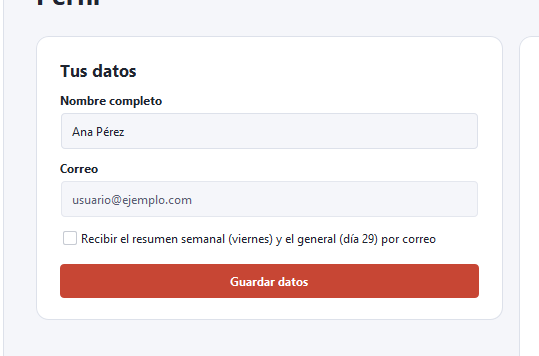 Perfil
Tus datos
Nombre completo
Ana Pérez
Correo
usuario@ejemplo.com
Recibir el resumen semanal (viernes) y el general (día 29) por correo
Guardar datos